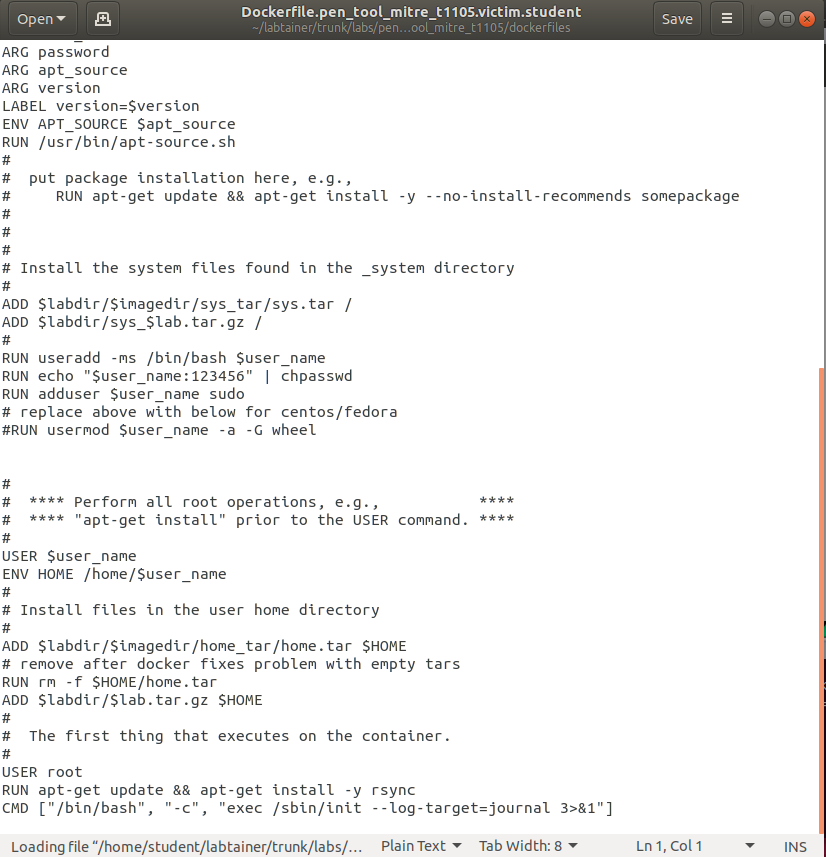 Open
Dockerfile.pen_tool_mitre_t1105.victim.student
~/labtainer/trunk/labs/pen…ool_mitre_t1105/dockerfiles
Save
ARG password
ARG apt_source
ARG version
LABEL version=$version
ENV APT_SOURCE $apt_source
RUN /usr/bin/apt-source.sh
#
#  put package installation here, e.g.,
#     RUN apt-get update && apt-get install -y --no-install-recommends somepackage
#
#
#
# Install the system files found in the _system directory
#
ADD $labdir/$imagedir/sys_tar/sys.tar /
ADD $labdir/sys_$lab.tar.gz /
#
RUN useradd -ms /bin/bash $user_name
RUN echo "$user_name:123456" | chpasswd
RUN adduser $user_name sudo
# replace above with below for centos/fedora
#RUN usermod $user_name -a -G wheel
#
#  **** Perform all root operations, e.g.,           ****
#  **** "apt-get install" prior to the USER command. ****
#
USER $user_name
ENV HOME /home/$user_name
#
# Install files in the user home directory
#
ADD $labdir/$imagedir/home_tar/home.tar $HOME
# remove after docker fixes problem with empty tars
RUN rm -f $HOME/home.tar
ADD $labdir/$lab.tar.gz $HOME
#
#  The first thing that executes on the container.
#
USER root
RUN apt-get update && apt-get install -y rsync
CMD ["/bin/bash", "-c", "exec /sbin/init --log-target=journal 3>&1"]
Loading file “/home/student/labtainer/trunk/labs/… Plain Text Tab Width: 8 Ln 1, Col 1 INS